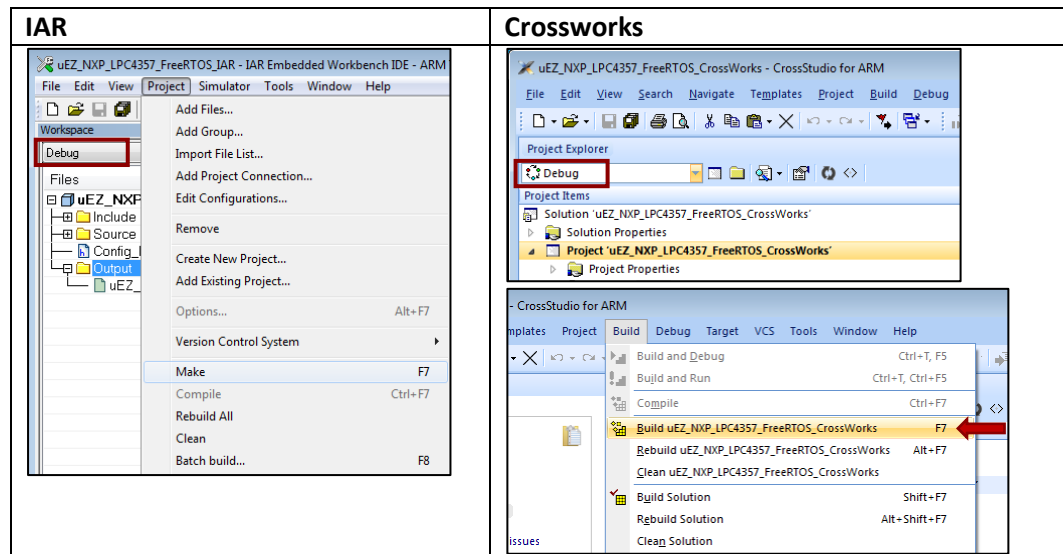 IAR
Crossworks
uEZ_NXP_LPC4357_FreeRTOS_IAR - IAR Embedded Workbench IDE - ARM
File Edit View Project Simulator Tools Window Help
Workspace
Debug
Files
uEZ_NXP
Include
Source
Config_
Output
uEZ_
Add Files...
Add Group...
Import File List...
Add Project Connection...
Edit Configurations...
Remove
Create New Project...
Add Existing Project...
Options... Alt+F7
Version Control System
Make F7
Compile Ctrl+F7
Rebuild All
Clean
Batch build... F8
uEZ_NXP_LPC4357_FreeRTOS_CrossWorks - CrossStudio for ARM
File Edit View Search Navigate Templates Project Build Debug
Project Explorer
Debug
Project Items
Solution 'uEZ_NXP_LPC4357_FreeRTOS_CrossWorks'
Solution Properties
Project 'uEZ_NXP_LPC4357_FreeRTOS_CrossWorks'
Project Properties
- CrossStudio for ARM
mplates Project Build Debug Target VCS Tools Window Help
Build and Debug Ctrl+T, F5
Build and Run Ctrl+T, Ctrl+F5
Compile Ctrl+F7
Build uEZ_NXP_LPC4357_FreeRTOS_CrossWorks F7
Rebuild uEZ_NXP_LPC4357_FreeRTOS_CrossWorks Alt+F7
Clean uEZ_NXP_LPC4357_FreeRTOS_CrossWorks
Build Solution Shift+F7
Rebuild Solution Alt+Shift+F7
Clean Solution
issues